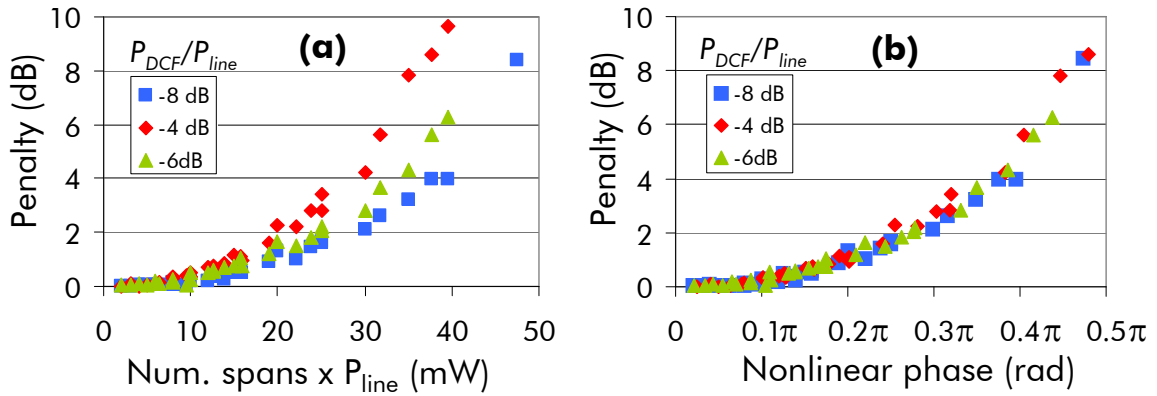 (a)
P_DCF/P_line
-8 dB
-4 dB
-6dB
Penalty (dB)
10
8
6
4
2
0
0 10 20 30 40 50
Num. spans x P_line (mW)
(b)
P_DCF/P_line
-8 dB
-4 dB
-6dB
Penalty (dB)
10
8
6
4
2
0
0 0.1π 0.2π 0.3π 0.4π 0.5π
Nonlinear phase (rad)